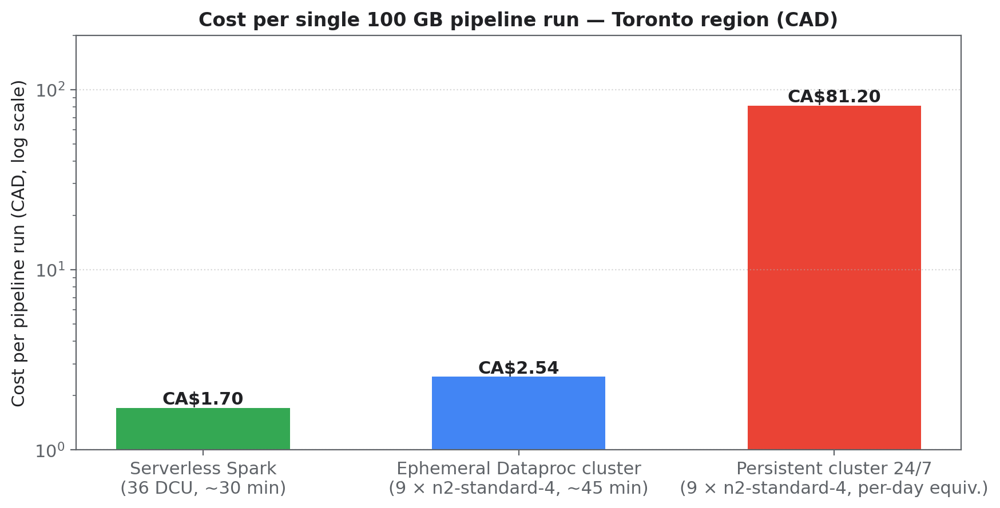 Cost per single 100 GB pipeline run — Toronto region (CAD)
Cost per pipeline run (CAD, log scale)
10²
10¹
10⁰
CA$1.70
CA$2.54
CA$81.20
Serverless Spark
(36 DCU, ~30 min)
Ephemeral Dataproc cluster
(9 × n2-standard-4, ~45 min)
Persistent cluster 24/7
(9 × n2-standard-4, per-day equiv.)